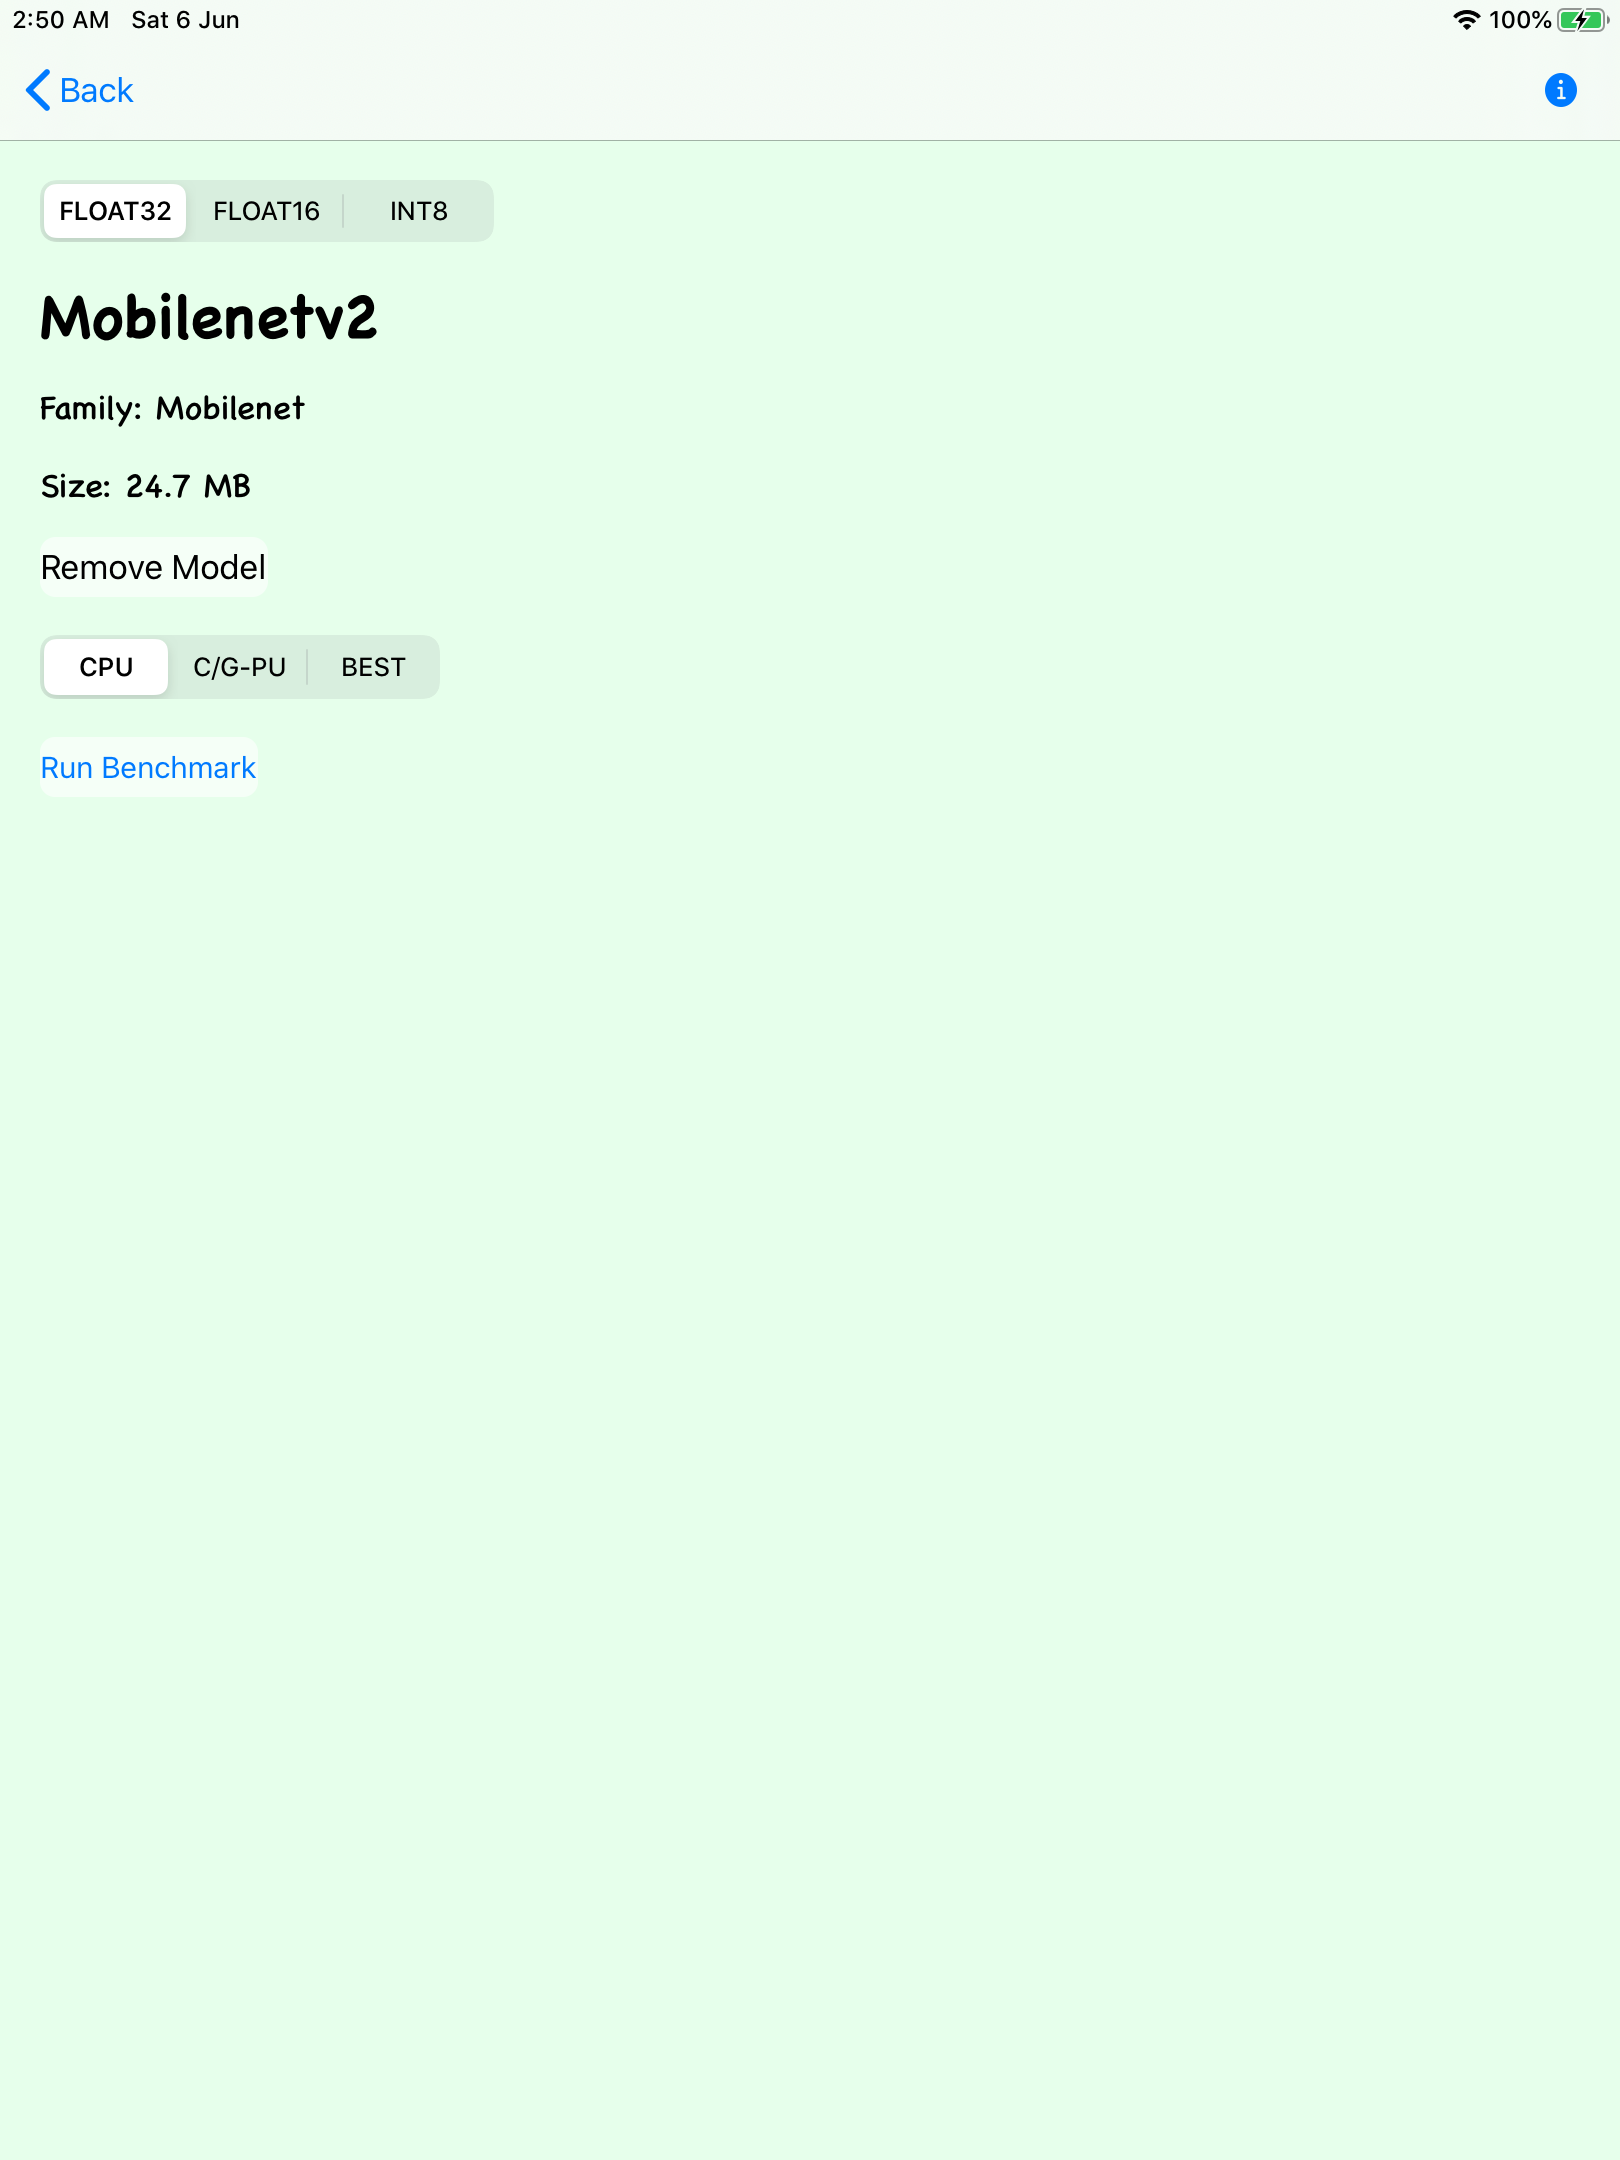 2:50 AM Sat 6 Jun 100%
Back
FLOAT32 FLOAT16 INT8
Mobilenetv2
Family: Mobilenet
Size: 24.7 MB
Remove Model
CPU C/G-PU BEST
Run Benchmark